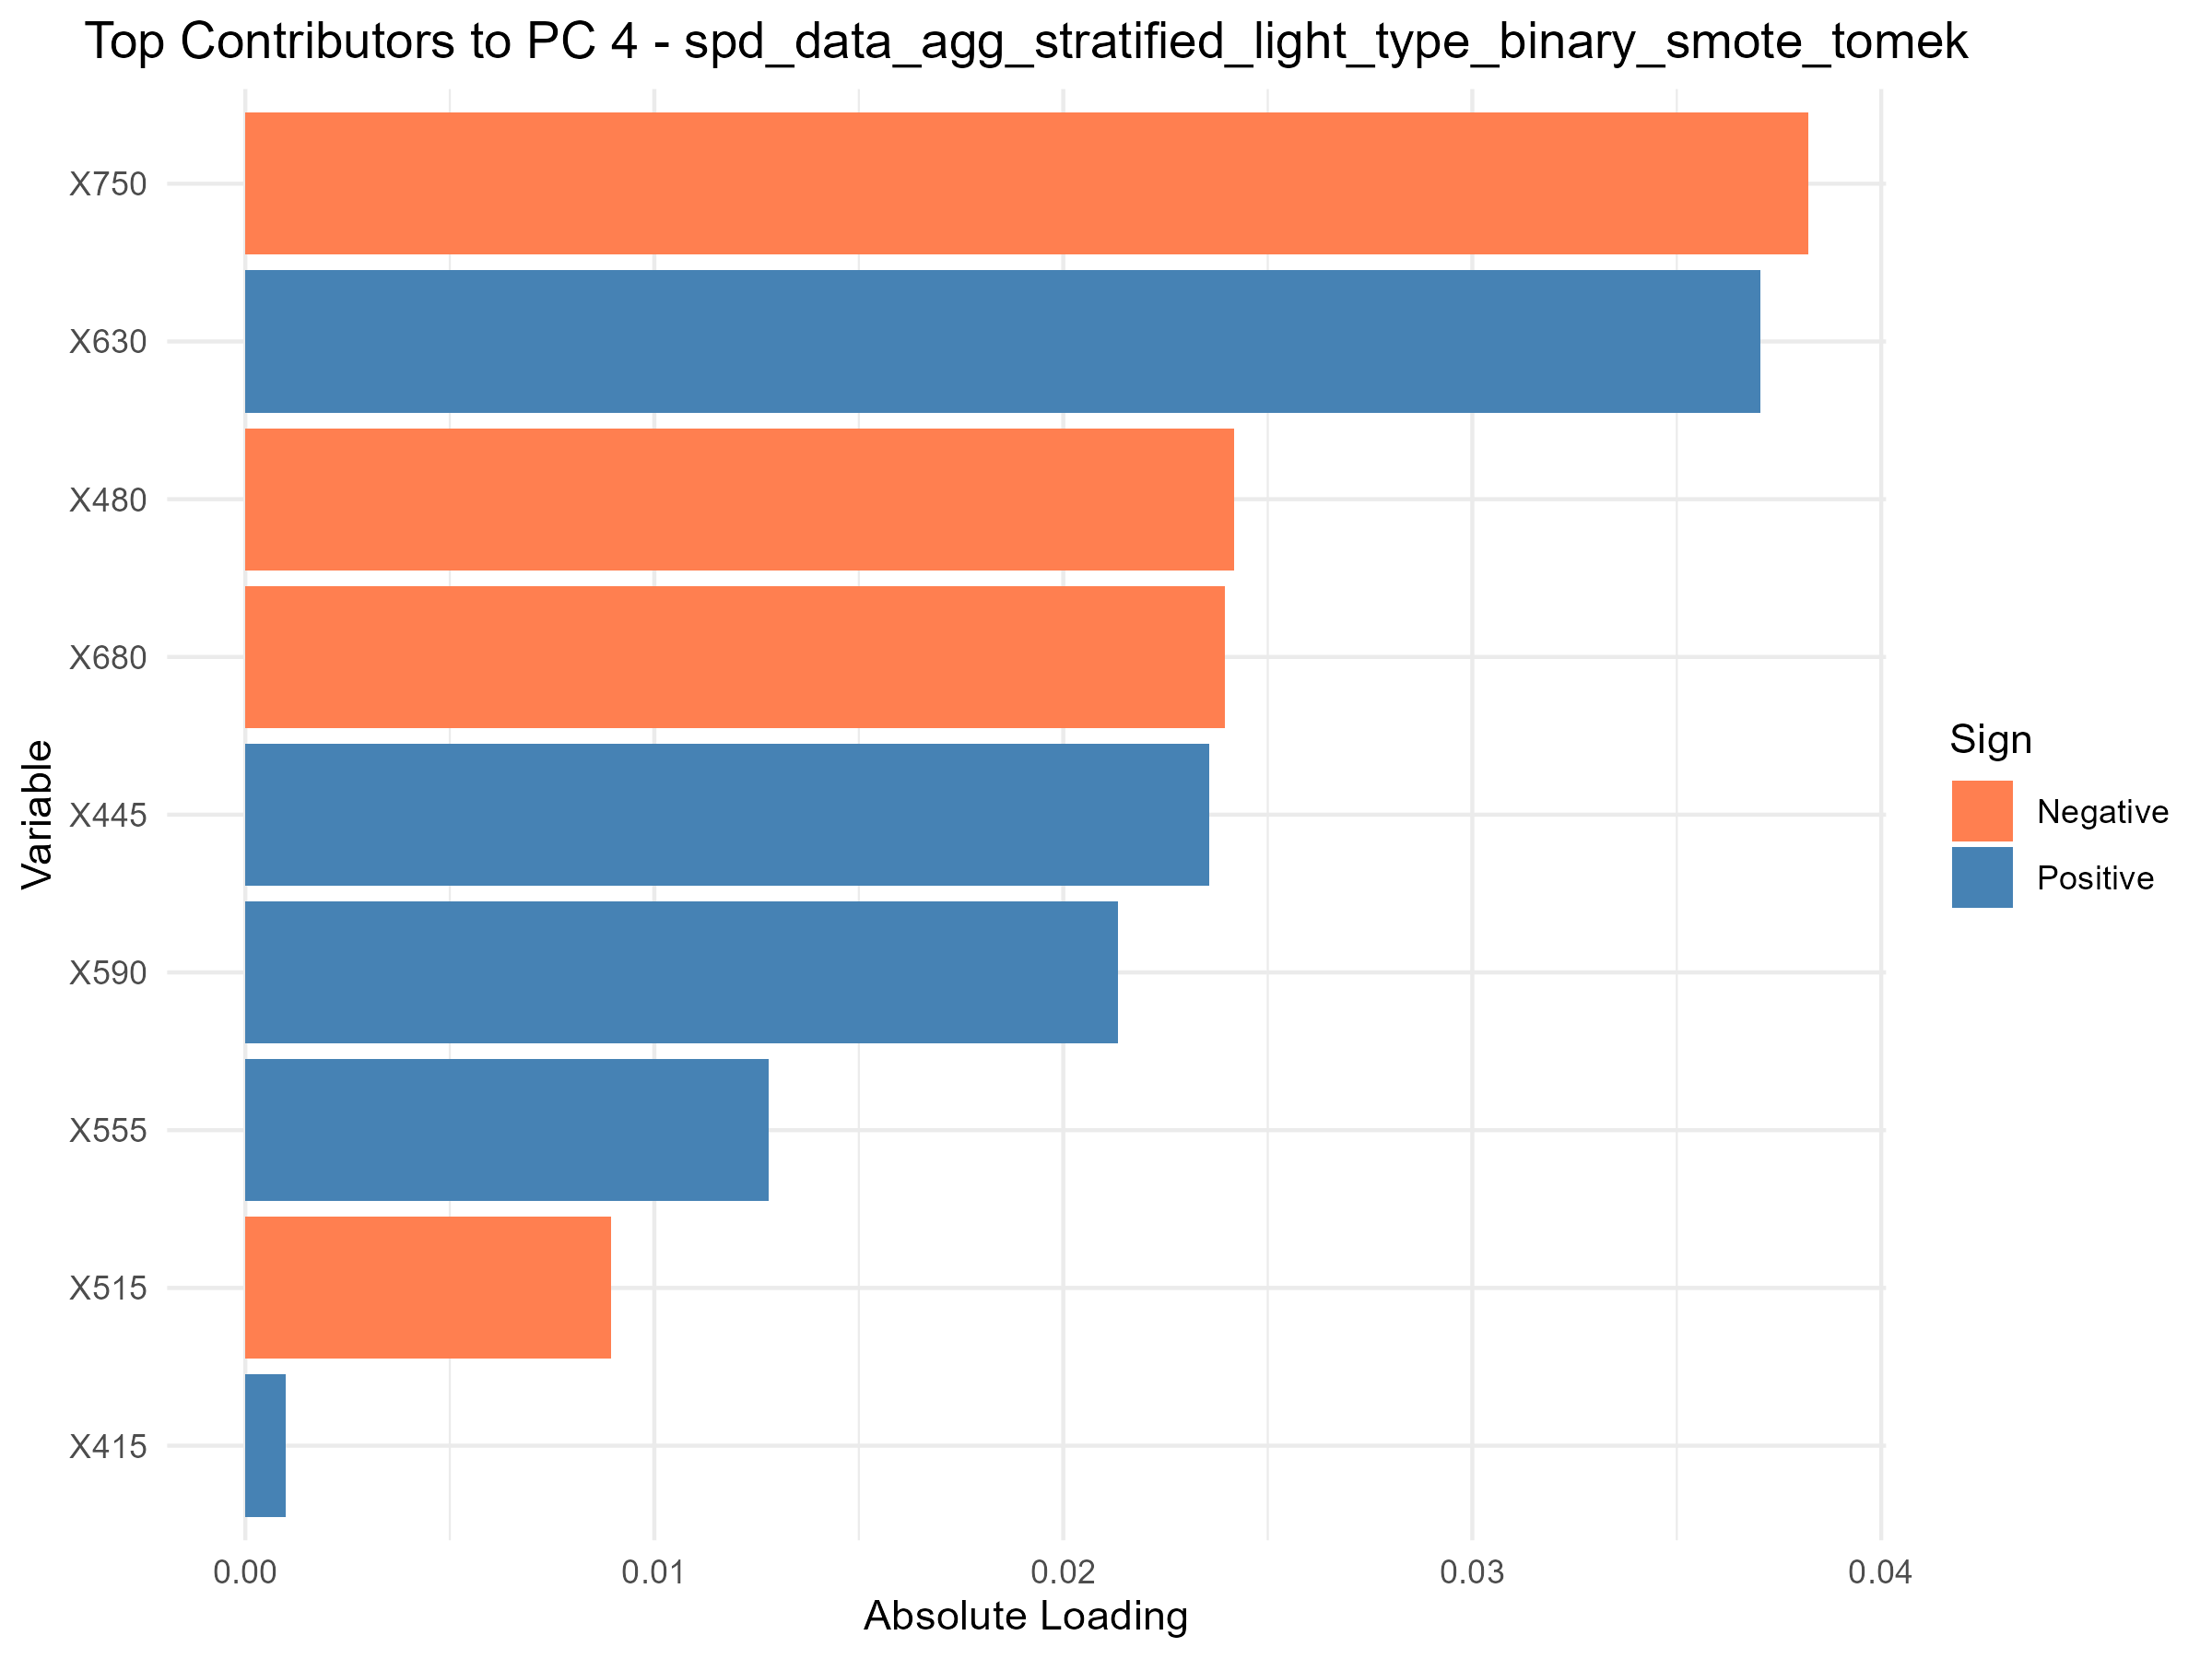 Top Contributors to PC 4 - spd_data_agg_stratified_light_type_binary_smote_tomek
Variable
X750
X630
X480
X680
X445
X590
X555
X515
X415
0.00 0.01 0.02 0.03 0.04
Absolute Loading
Sign
Negative
Positive